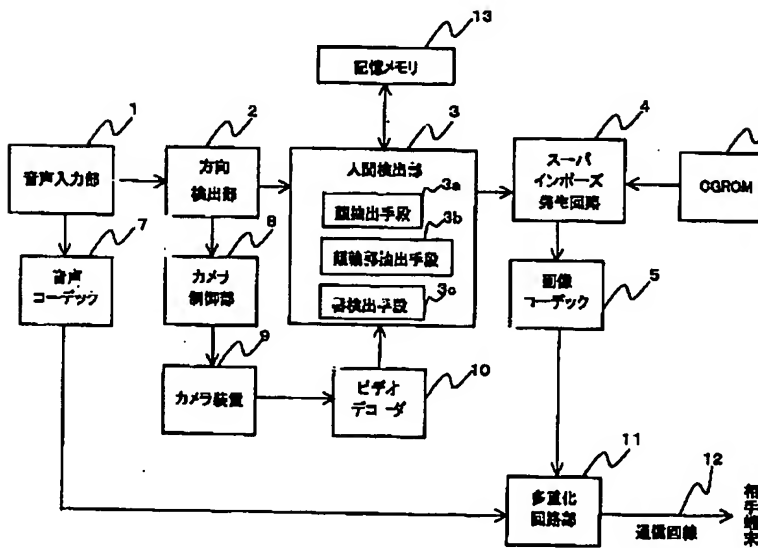 13
記憶メモリ
1
音声入力部
2
方向
検出部
3
人間検出部
3a
顔抽出手段
3b
顔輪郭抽出手段
3c
唇検出手段
4
スーパ
インポーズ
発生回路
CGROM
7
音声
コーデック
8
カメラ
制御部
画像
コーデック
5
9
カメラ装置
10
ビデオ
デコーダ
11
多重化
回路部
12
通信回線
相手端末